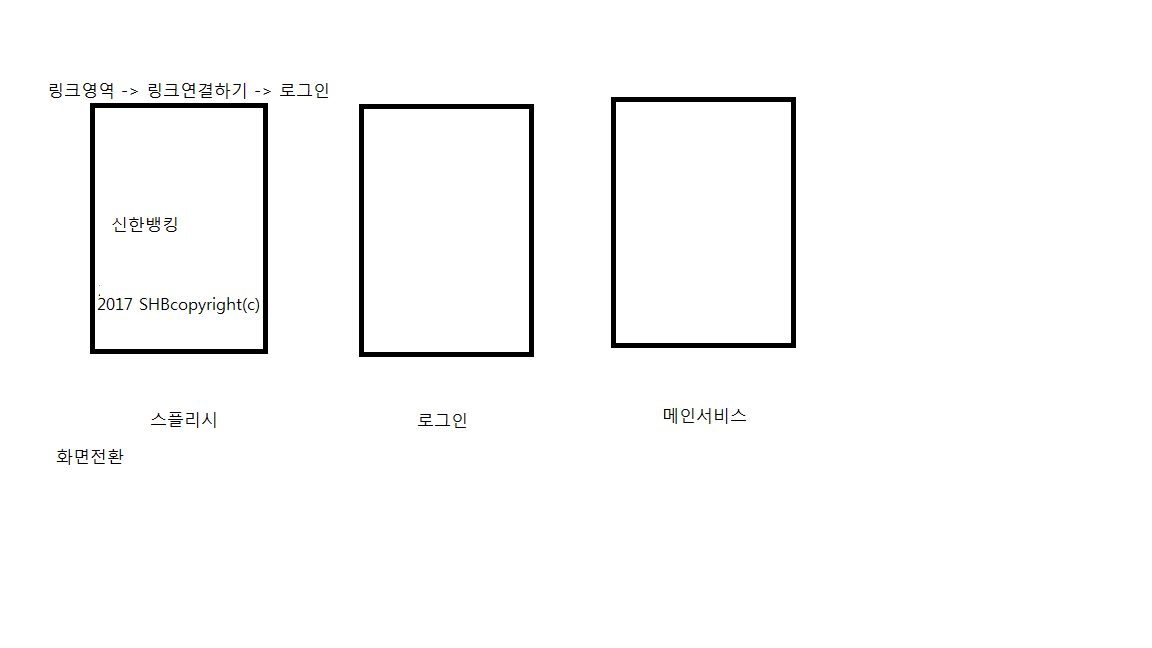 링크영역 -> 링크연결하기 -> 로그인
신한뱅킹
2017 SHBcopyright(c)
스플리시
로그인
메인서비스
화면전환